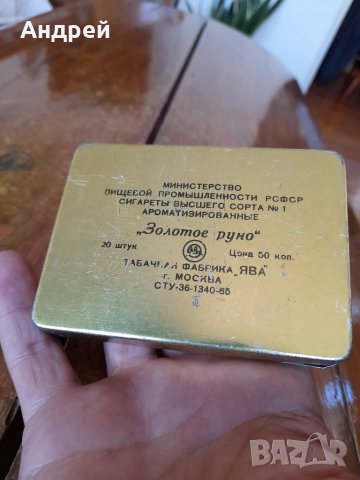 Андрей
МИНИСТЕРСТВО
ПИЩЕВОЙ ПРОМЫШЛЕННОСТИ РСФСР
СИГАРЕТЫ ВЫСШЕГО СОРТА № 1
АРОМАТИЗИРОВАННЫЕ
„Золотое руно“
20 штук Цена 50 коп.
ТАБАЧНАЯ ФАБРИКА „ЯВА“
г. МОСКВА
СТУ-36-1340-65
BAZAR